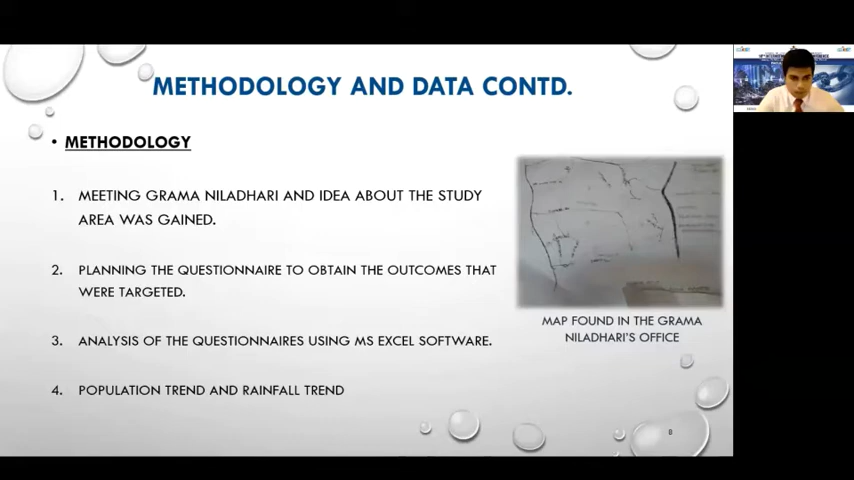 METHODOLOGY AND DATA CONTD.
• METHODOLOGY
1. MEETING GRAMA NILADHARI AND IDEA ABOUT THE STUDY
AREA WAS GAINED.
2. PLANNING THE QUESTIONNAIRE TO OBTAIN THE OUTCOMES THAT
WERE TARGETED.
3. ANALYSIS OF THE QUESTIONNAIRES USING MS EXCEL SOFTWARE.
4. POPULATION TREND AND RAINFALL TREND
MAP FOUND IN THE GRAMA
NILADHARI'S OFFICE
8